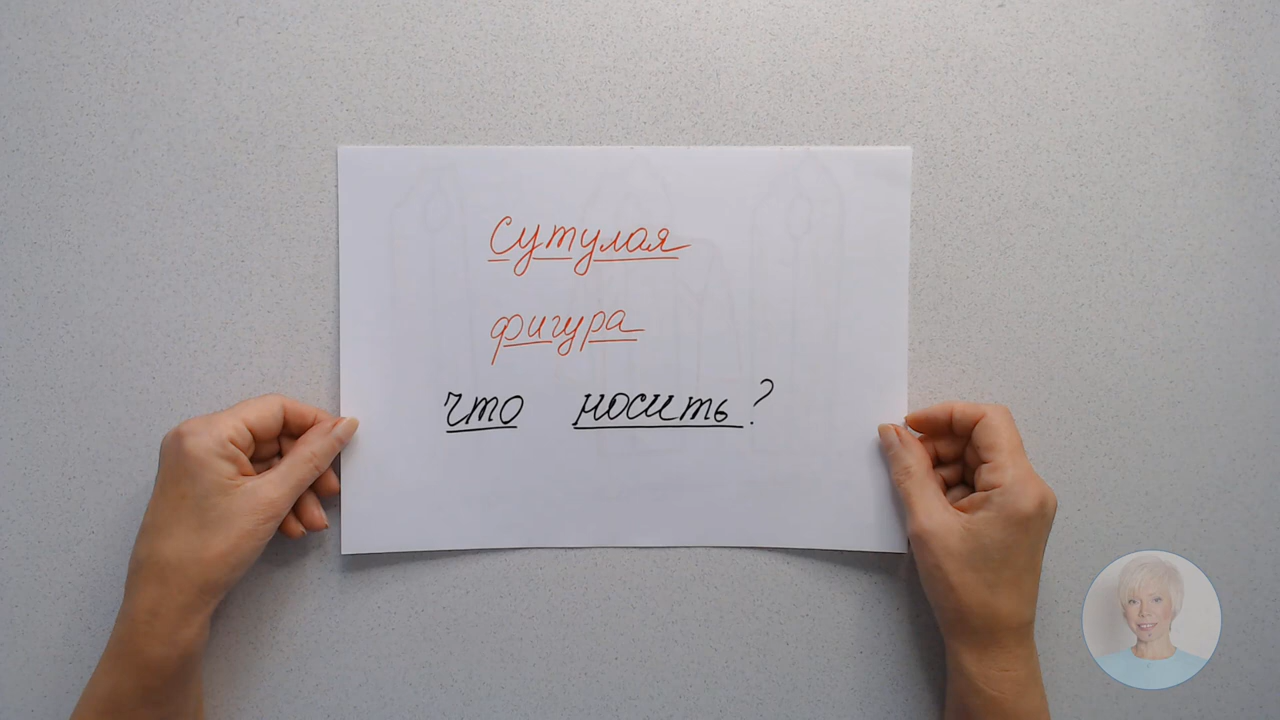 Сутулая
фигура
что носить?